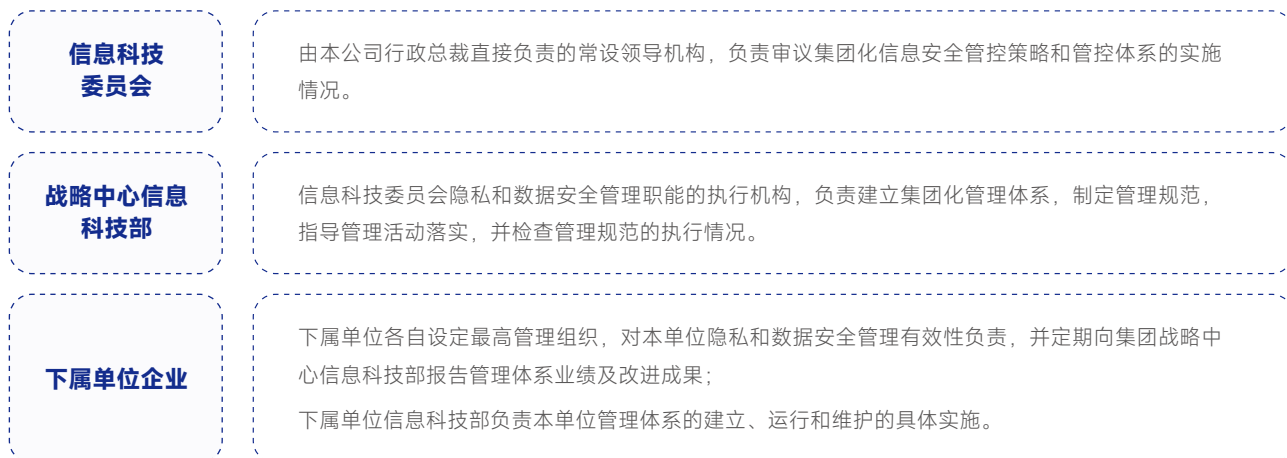 信息科技
委员会
由本公司行政总裁直接负责的常设领导机构，负责审议集团化信息安全管控策略和管控体系的实施
情况。
战略中心信息
科技部
信息科技委员会隐私和数据安全管理职能的执行机构，负责建立集团化管理体系，制定管理规范，
指导管理活动落实，并检查管理规范的执行情况。
下属单位企业
下属单位各自设定最高管理组织，对本单位隐私和数据安全管理有效性负责，并定期向集团战略中
心信息科技部报告管理体系业绩及改进成果；
下属单位信息科技部负责本单位管理体系的建立、运行和维护的具体实施。